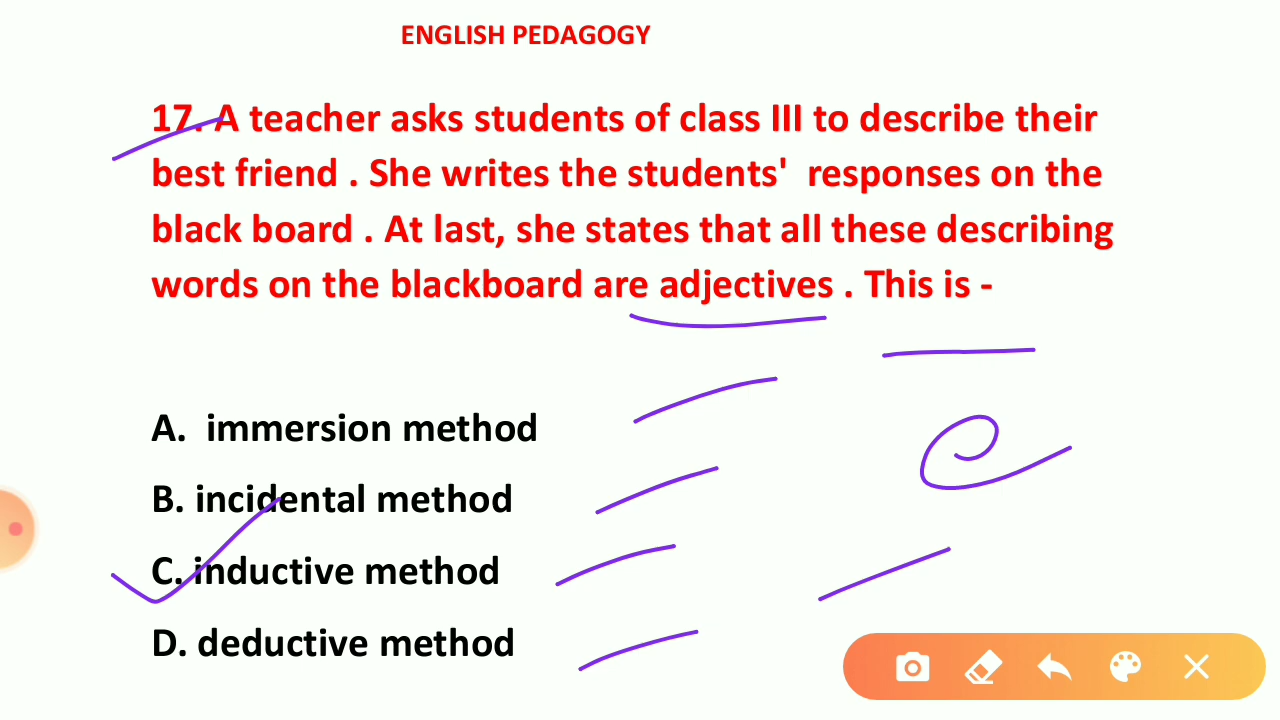 ENGLISH PEDAGOGY
17. A teacher asks students of class III to describe their
best friend . She writes the students' responses on the
black board . At last, she states that all these describing
words on the blackboard are adjectives . This is -
A. immersion method
B. incidental method
C. inductive method
D. deductive method